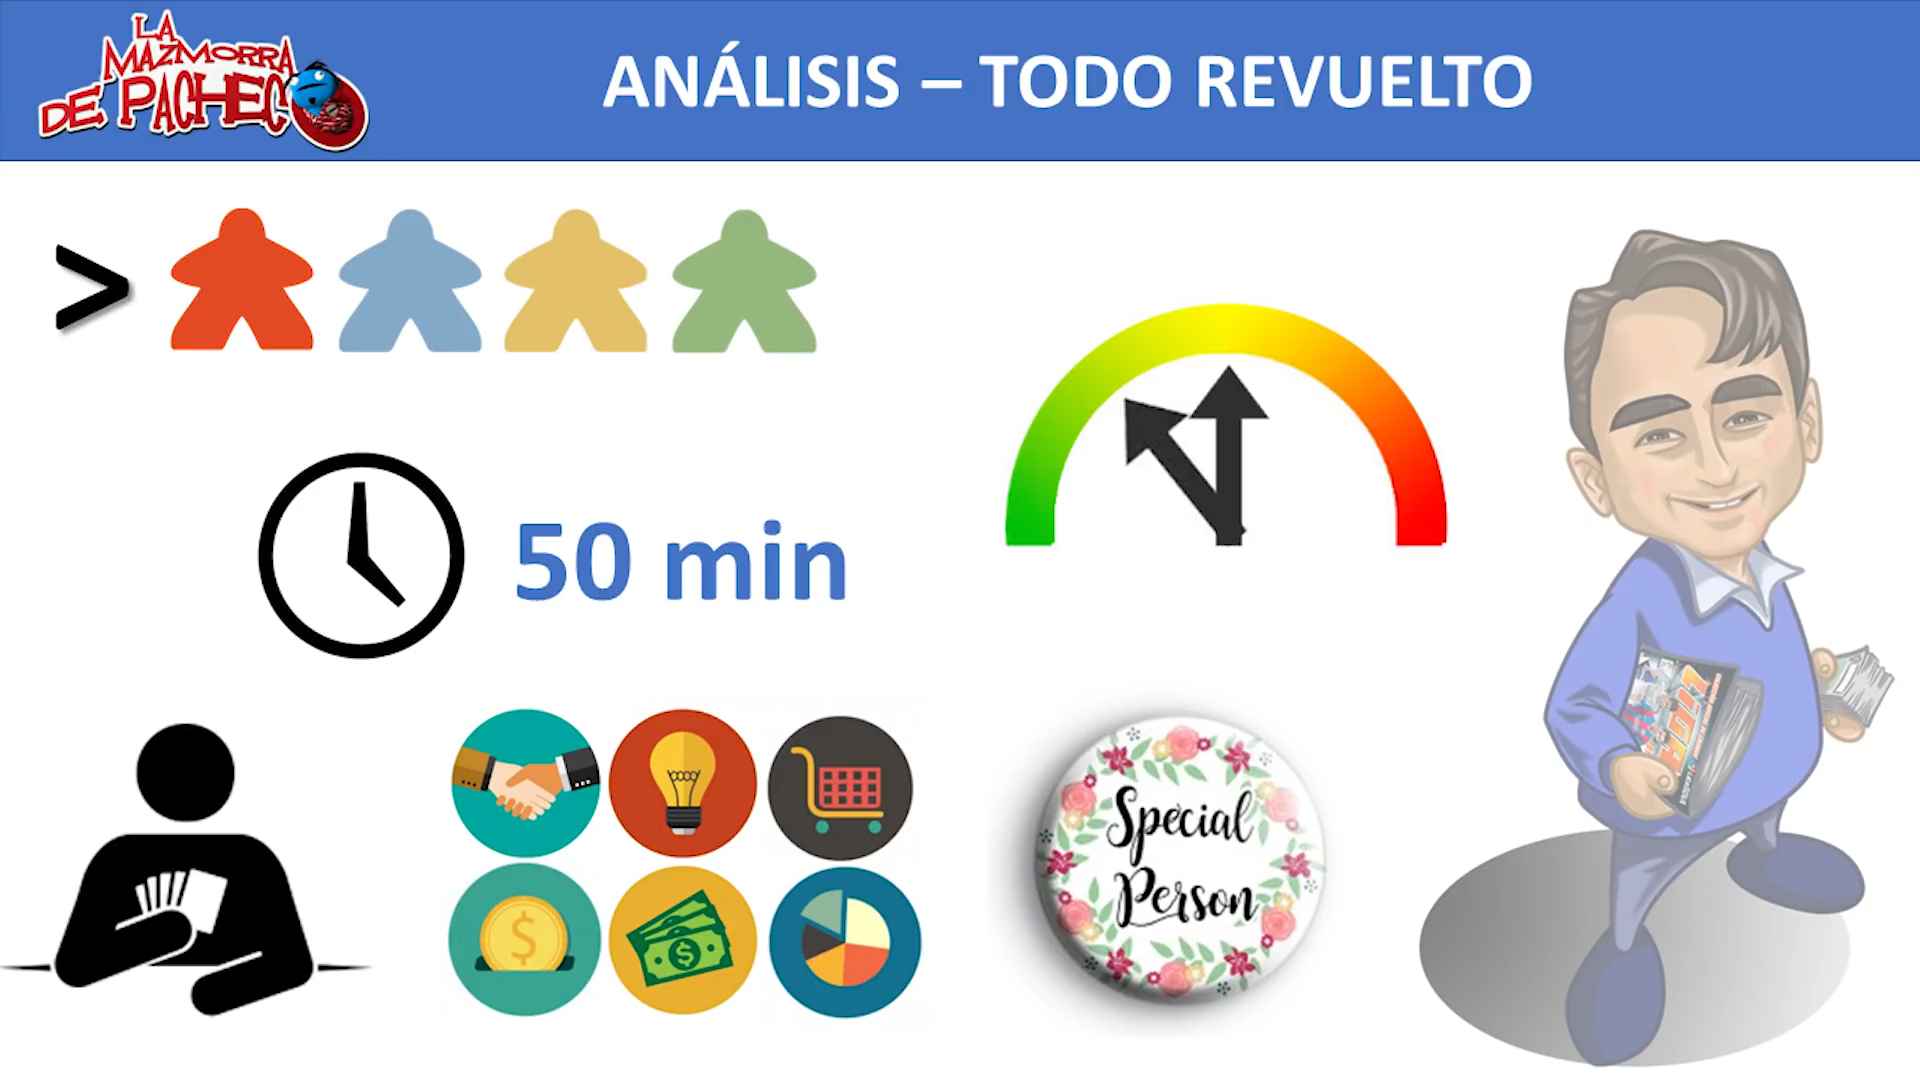 LA
MAZMORRA
DE PACHECO
ANÁLISIS – TODO REVUELTO
>
50 min
Special
Person